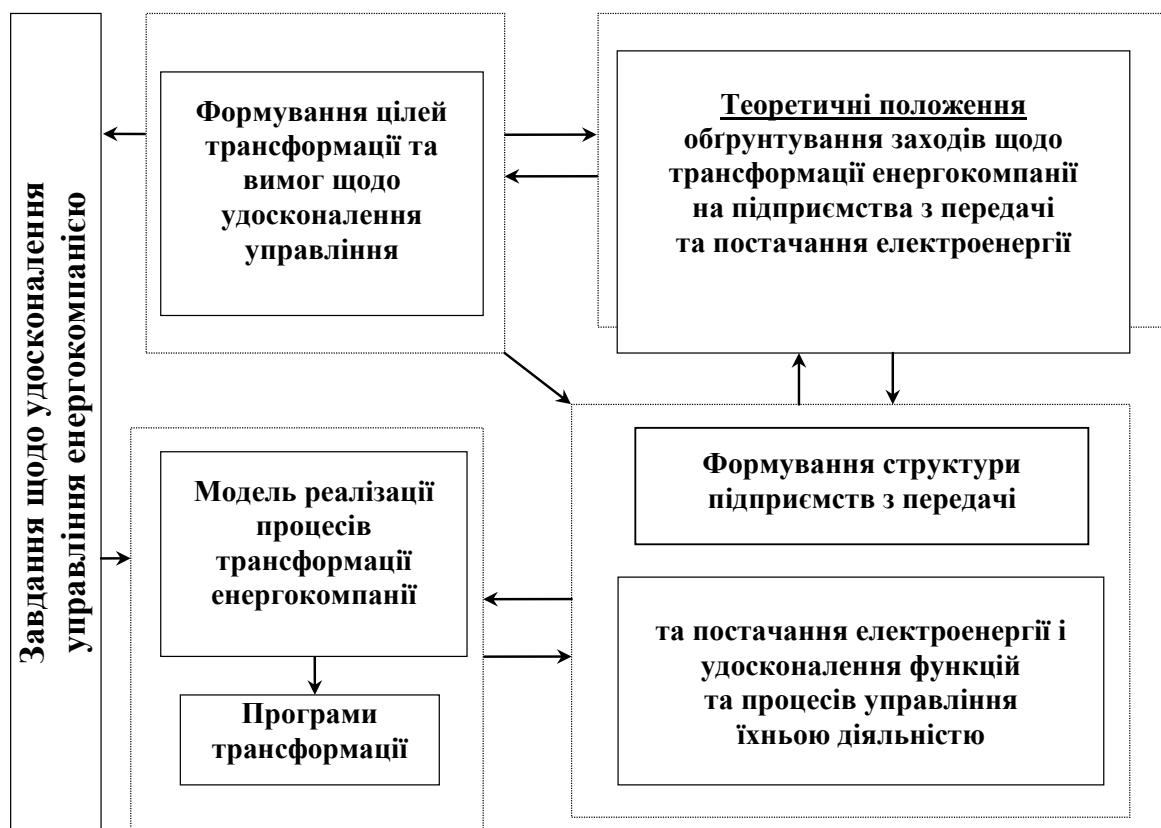 Завдання щодо удосконалення
управління енергокомпанією
Формування цілей
трансформації та
вимог щодо
удосконалення
управління
Теоретичні положення
обґрунтування заходів щодо
трансформації енергокомпанії
на підприємства з передачі
та постачання електроенергії
Модель реалізації
процесів
трансформації
енергокомпанії
Програми
трансформації
Формування структури
підприємств з передачі
та постачання електроенергії і
удосконалення функцій
та процесів управління
їхньою діяльністю